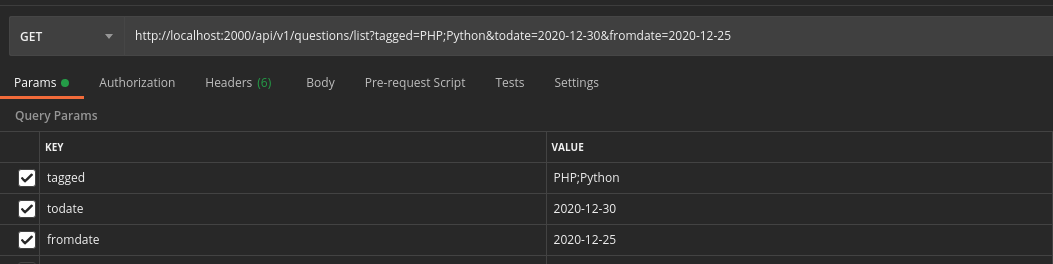 GET http://localhost:2000/api/v1/questions/list?tagged=PHP;Python&todate=2020-12-30&fromdate=2020-12-25
Params Authorization Headers (6) Body Pre-request Script Tests Settings
Query Params
KEY VALUE
tagged PHP;Python
todate 2020-12-30
fromdate 2020-12-25